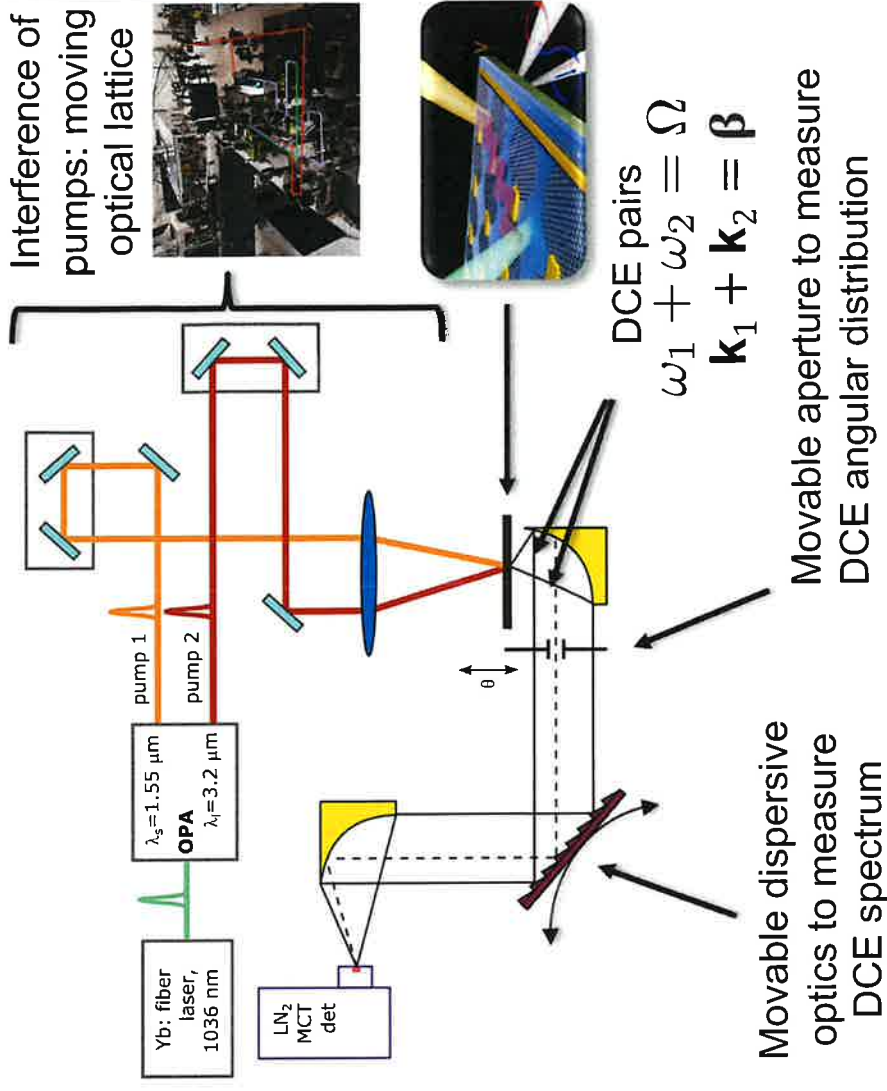 Interference of
pumps: moving
optical lattice
Yb: fiber
laser,
1036 nm
λs=1.55 μm
OPA
λI=3.2 μm
pump 1
pump 2
LN2
MCT
det
θ
DCE pairs
ω1 + ω2 = Ω
k1 + k2 = β
Movable dispersive
optics to measure
DCE spectrum
Movable aperture to measure
DCE angular distribution